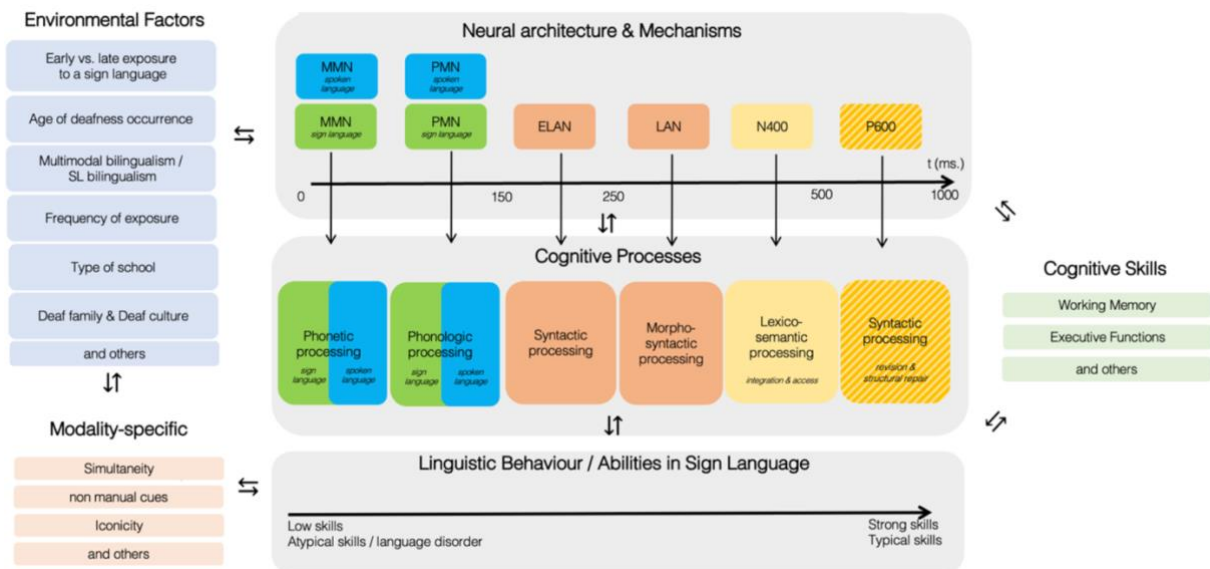 Environmental Factors
Early vs. late exposure
to a sign language
Age of deafness occurrence
Multimodal bilingualism /
SL bilingualism
Frequency of exposure
Type of school
Deaf family & Deaf culture
and others
Modality-specific
Simultaneity
non manual cues
Iconicity
and others
Neural architecture & Mechanisms
MMN
spoken
language
PMN
spoken
language
MMN
sign language
PMN
sign language
ELAN
LAN
N400
P600
t (ms.)
0
150
250
500
1000
Cognitive Processes
Phonetic
processing
sign
language
spoken
language
Phonologic
processing
sign
language
spoken
language
Syntactic
processing
Morpho-
syntactic
processing
Lexico-
semantic
processing
integration & access
Syntactic
processing
revision &
structural repair
Linguistic Behaviour / Abilities in Sign Language
Low skills
Atypical skills / language disorder
Strong skills
Typical skills
Cognitive Skills
Working Memory
Executive Functions
and others